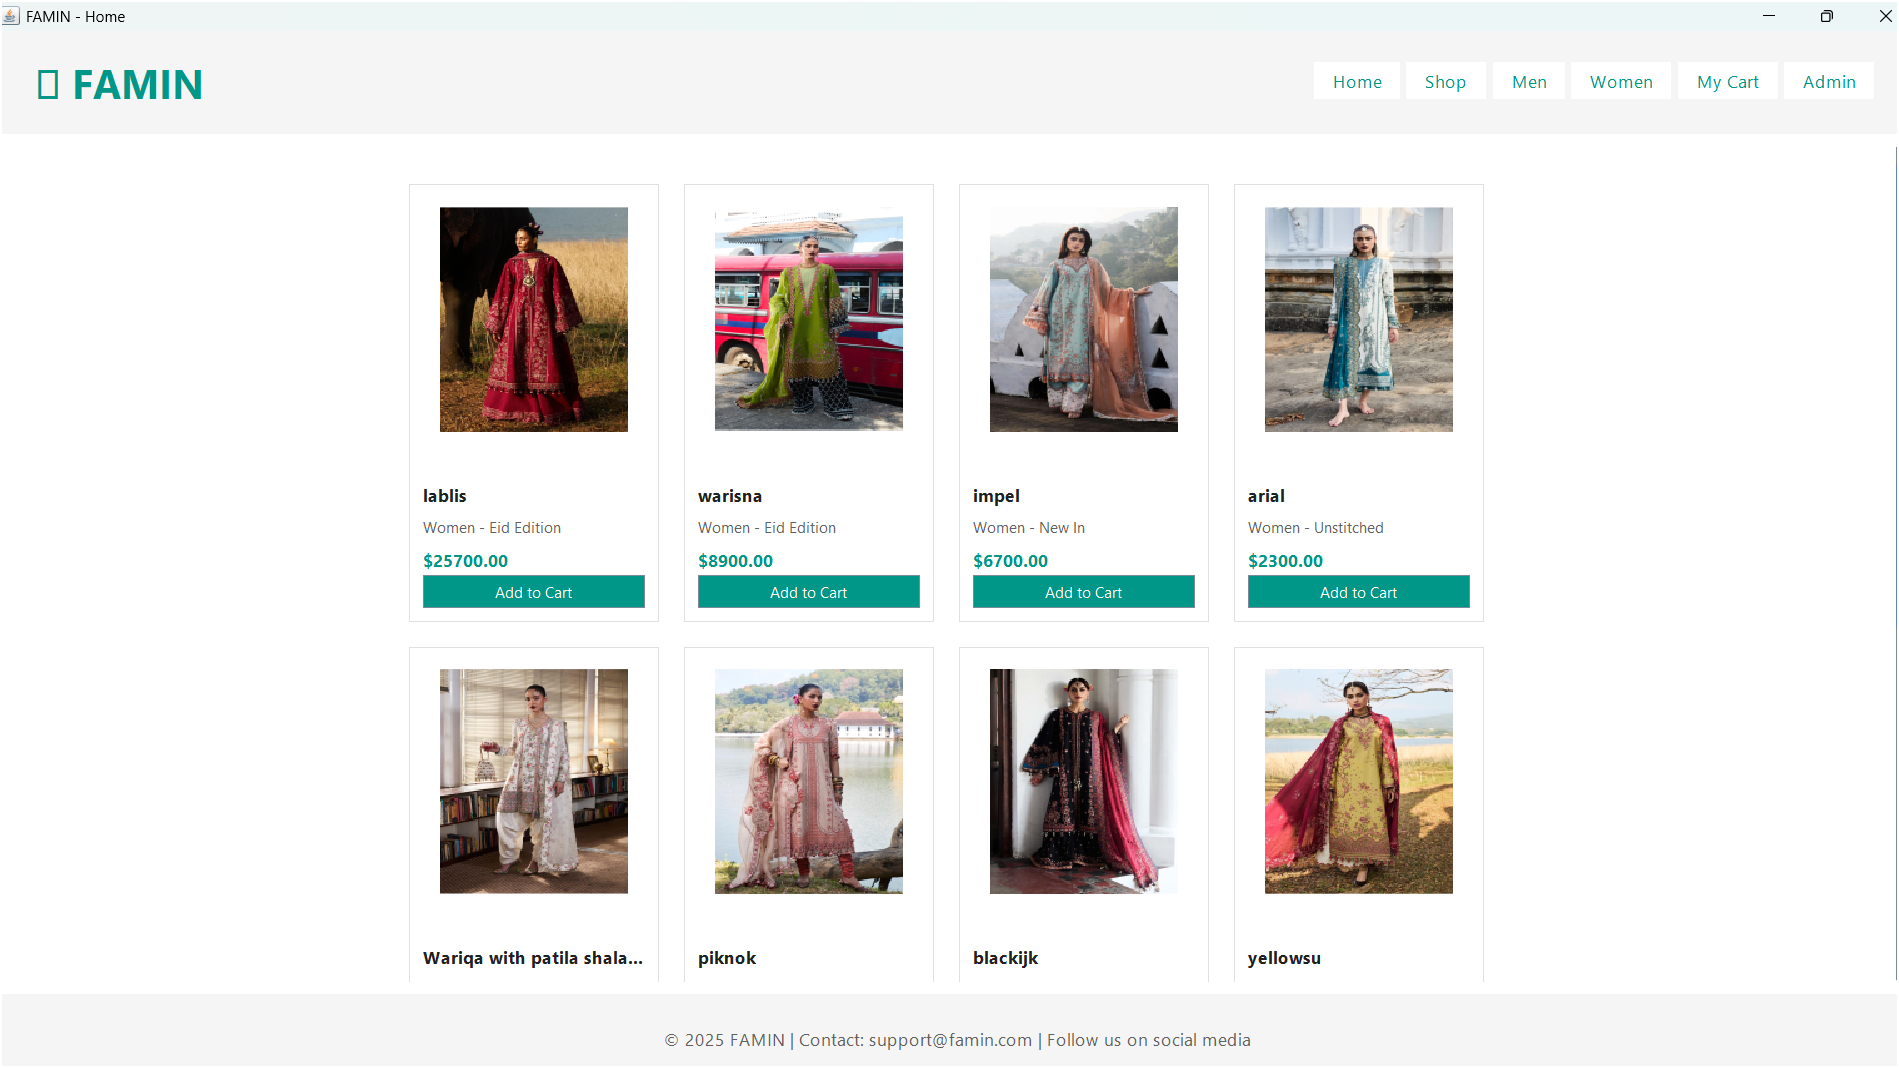 FAMIN - Home
FAMIN
Home Shop Men Women My Cart Admin
lablis
Women - Eid Edition
$25700.00
Add to Cart
warisna
Women - Eid Edition
$8900.00
Add to Cart
impel
Women - New In
$6700.00
Add to Cart
arial
Women - Unstitched
$2300.00
Add to Cart
Wariqa with patila shala...
piknok
blackijk
yellowsu
© 2025 FAMIN | Contact: support@famin.com | Follow us on social media